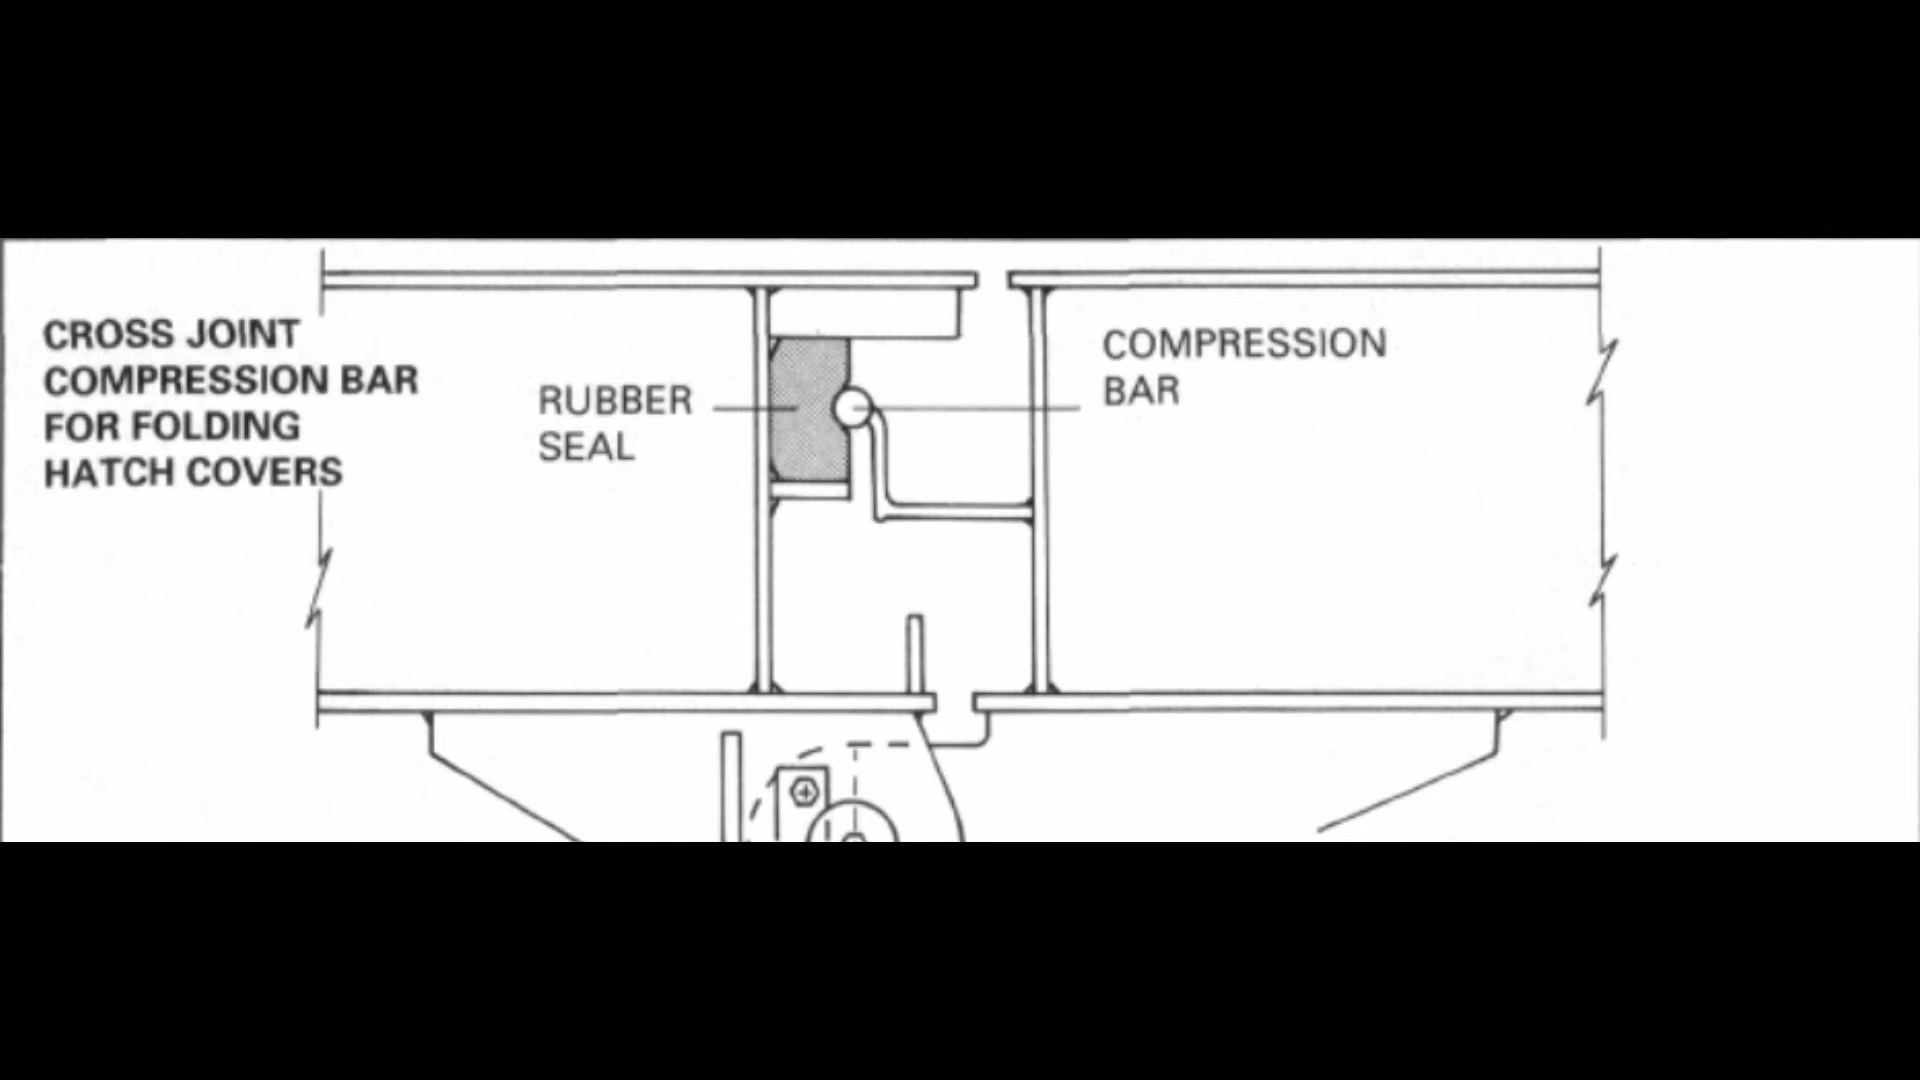 CROSS JOINT
COMPRESSION BAR
FOR FOLDING
HATCH COVERS
RUBBER
SEAL
COMPRESSION
BAR